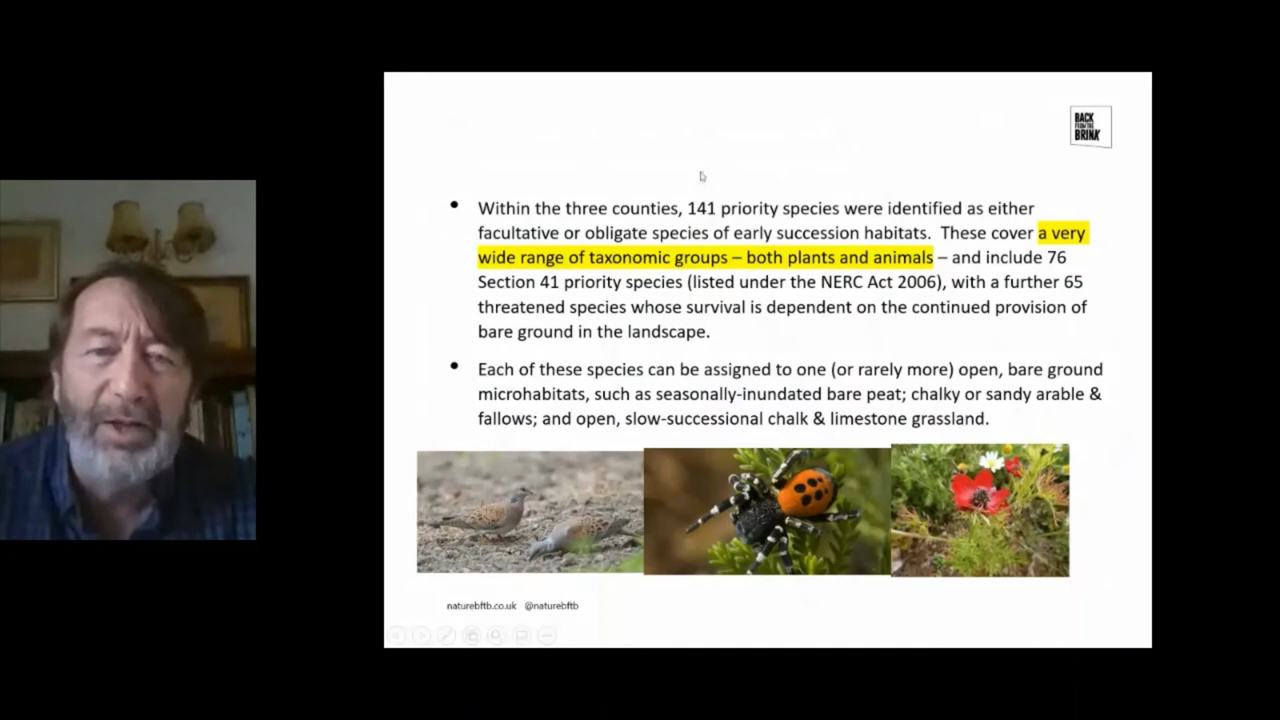 BACK
FROM THE
BRINK
• Within the three counties, 141 priority species were identified as either
facultative or obligate species of early succession habitats. These cover a very
wide range of taxonomic groups – both plants and animals – and include 76
Section 41 priority species (listed under the NERC Act 2006), with a further 65
threatened species whose survival is dependent on the continued provision of
bare ground in the landscape.
• Each of these species can be assigned to one (or rarely more) open, bare ground
microhabitats, such as seasonally-inundated bare peat; chalky or sandy arable &
fallows; and open, slow-successional chalk & limestone grassland.
naturebftb.co.uk @naturebftb